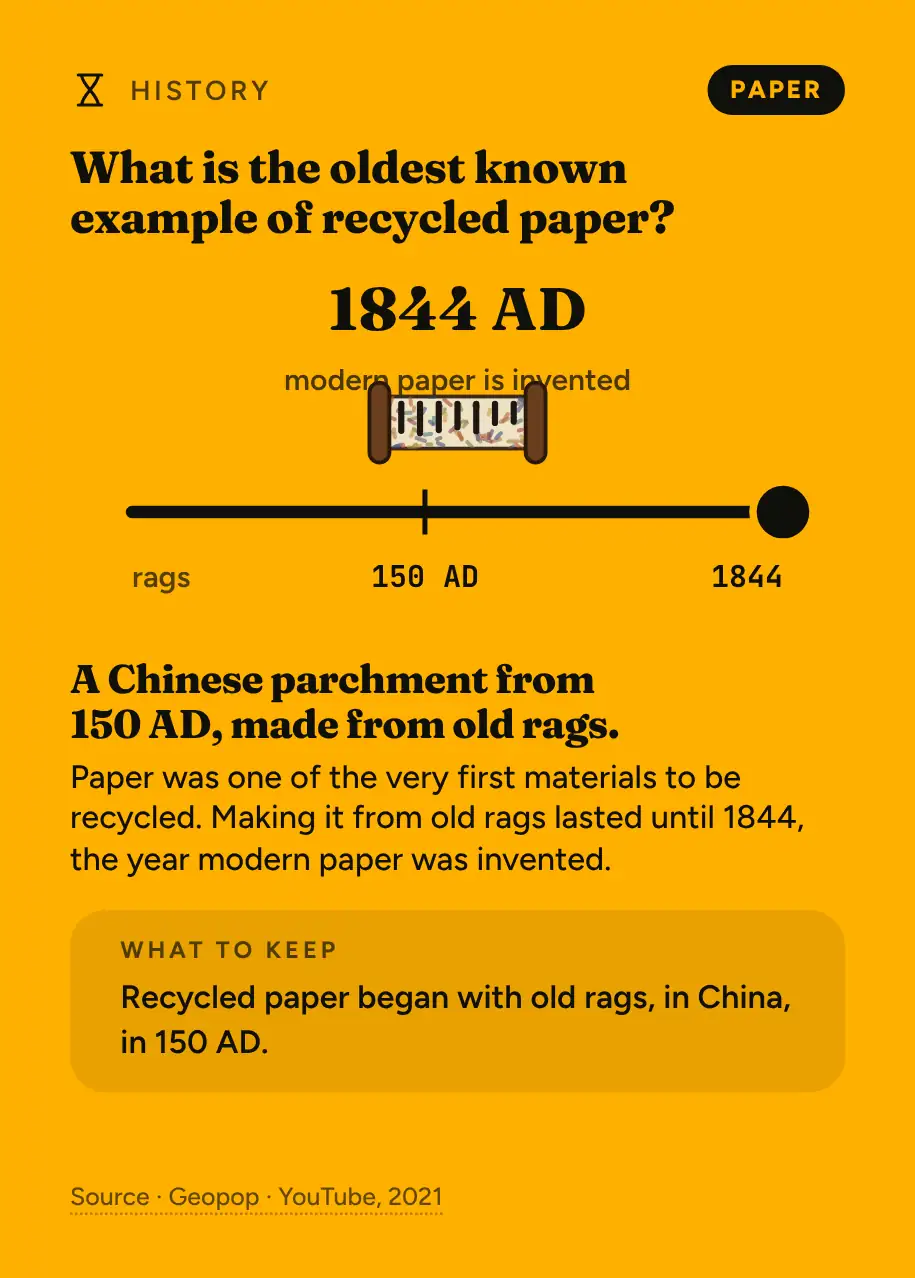 HISTORY
PAPER
What is the oldest known
example of recycled paper?
1844 AD
modern paper is invented
rags
150 AD
1844
A Chinese parchment from
150 AD, made from old rags.
Paper was one of the very first materials to be
recycled. Making it from old rags lasted until 1844,
the year modern paper was invented.
WHAT TO KEEP
Recycled paper began with old rags, in China,
in 150 AD.
Source · Geopop · YouTube, 2021